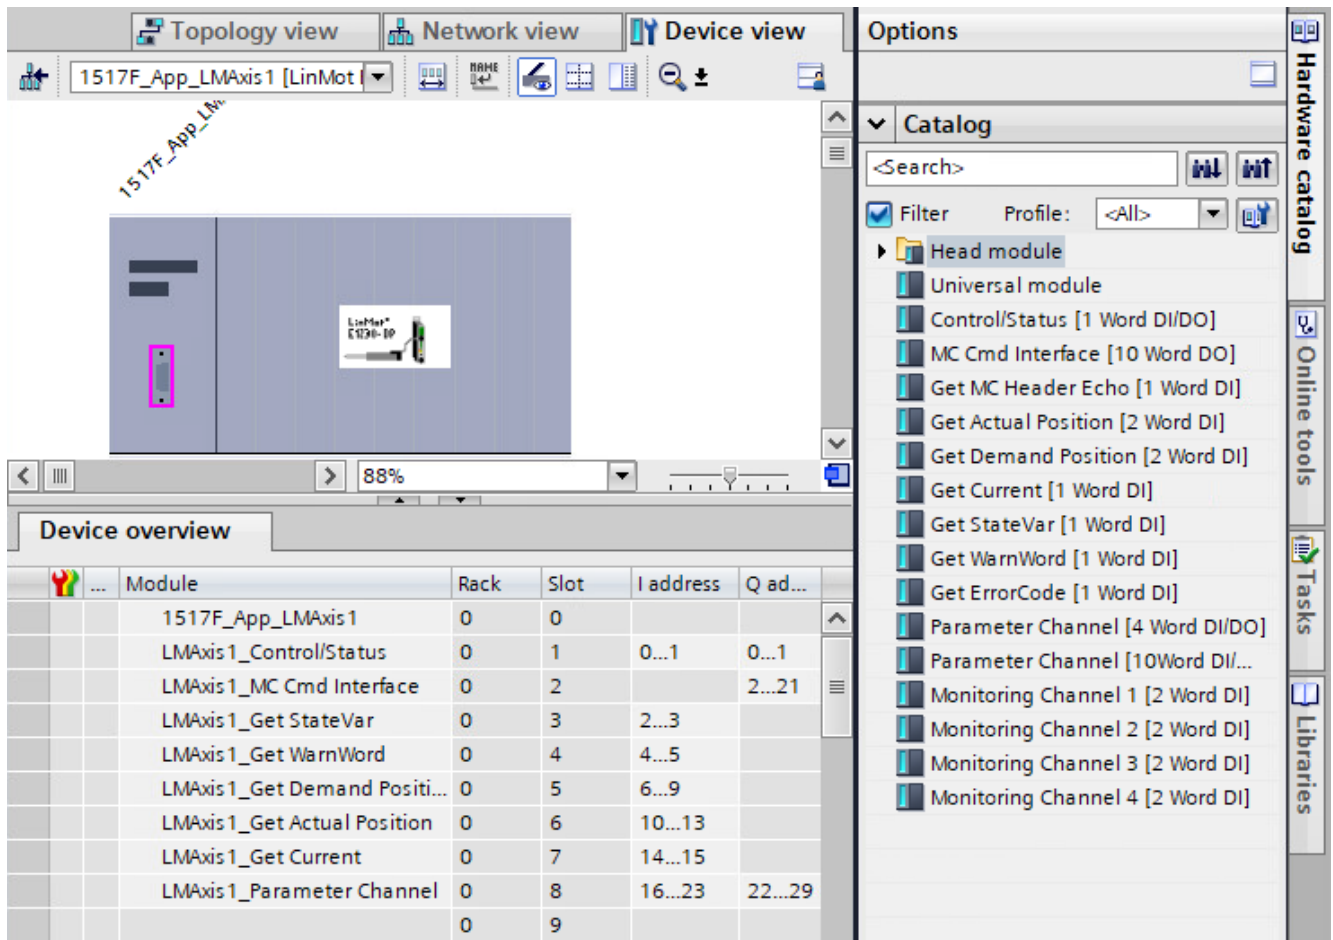 Topology view
Network view
Device view
1517F_App_LMAxis1 [LinMot
NAME
1517F_App_LM
LinMot®
E1230-DP
88%
Device overview
... Module Rack Slot I address Q ad...
1517F_App_LMAxis1 0 0
LMAxis1_Control/Status 0 1 0...1 0...1
LMAxis1_MC Cmd Interface 0 2 2...21
LMAxis1_Get StateVar 0 3 2...3
LMAxis1_Get WarnWord 0 4 4...5
LMAxis1_Get Demand Positi... 0 5 6...9
LMAxis1_Get Actual Position 0 6 10...13
LMAxis1_Get Current 0 7 14...15
LMAxis1_Parameter Channel 0 8 16...23 22...29
0 9
Options
Catalog
<Search>
Filter Profile: <All>
Head module
Universal module
Control/Status [1 Word DI/DO]
MC Cmd Interface [10 Word DO]
Get MC Header Echo [1 Word DI]
Get Actual Position [2 Word DI]
Get Demand Position [2 Word DI]
Get Current [1 Word DI]
Get StateVar [1 Word DI]
Get WarnWord [1 Word DI]
Get ErrorCode [1 Word DI]
Parameter Channel [4 Word DI/DO]
Parameter Channel [10Word DI/...
Monitoring Channel 1 [2 Word DI]
Monitoring Channel 2 [2 Word DI]
Monitoring Channel 3 [2 Word DI]
Monitoring Channel 4 [2 Word DI]
Hardware catalog
Online tools
Tasks
Libraries